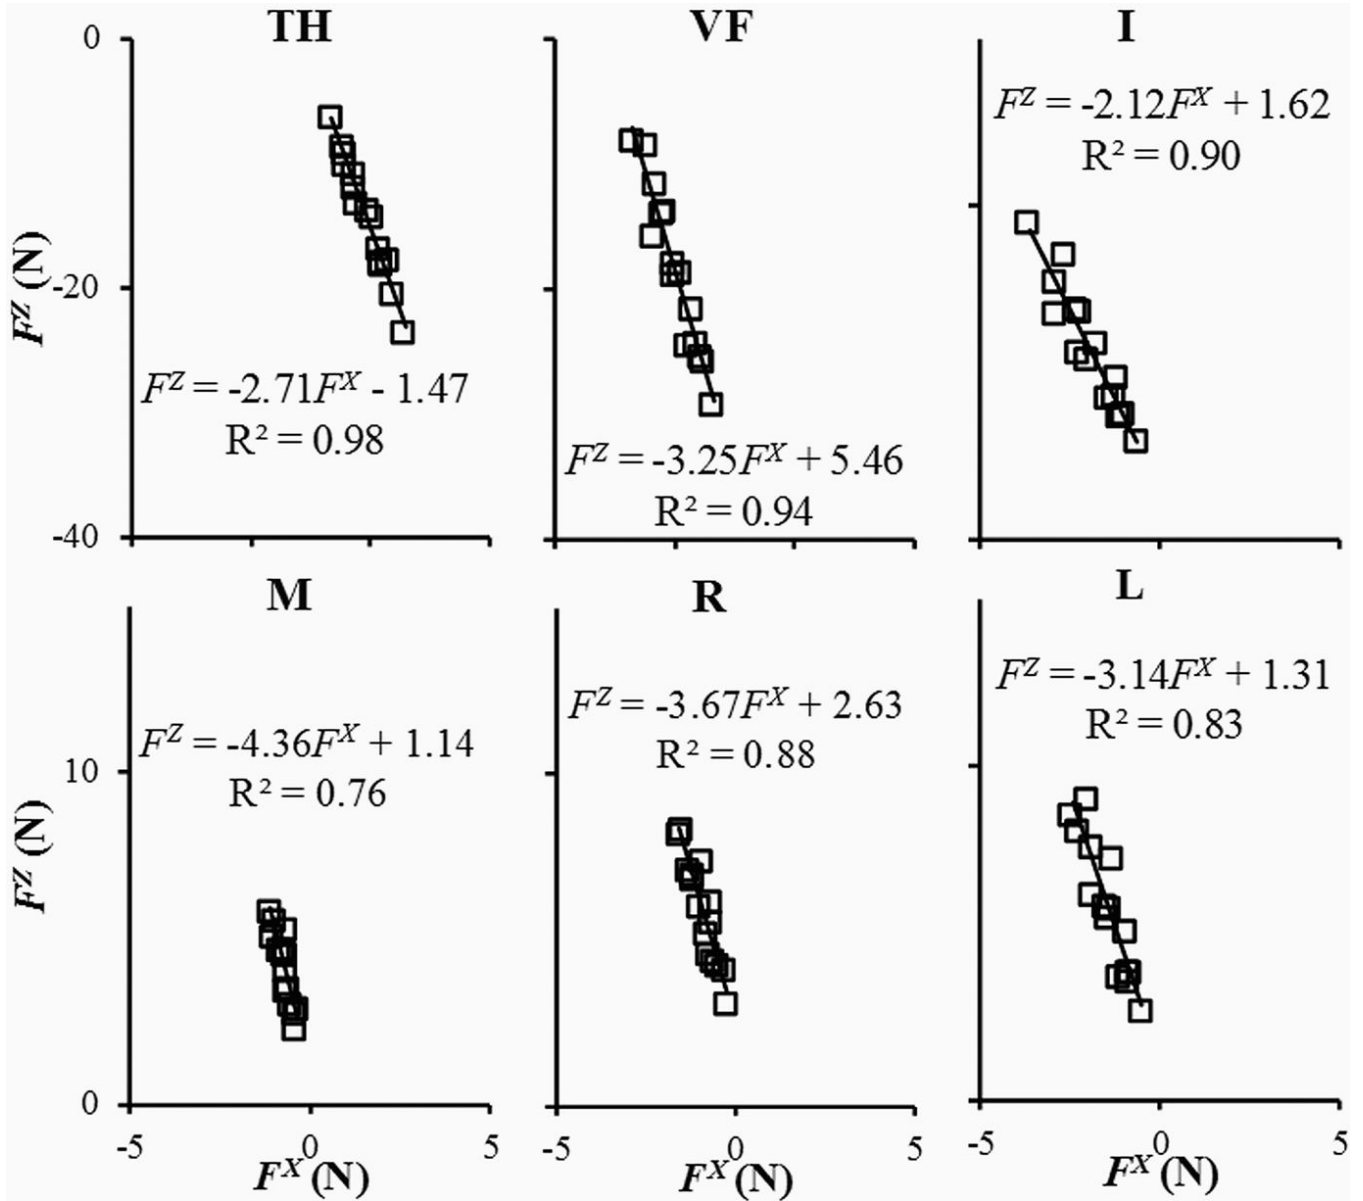 TH
VF
I
0
-20
-40
F^Z (N)
F^Z = -2.71F^X - 1.47
R² = 0.98
F^Z = -3.25F^X + 5.46
R² = 0.94
F^Z = -2.12F^X + 1.62
R² = 0.90
M
R
L
10
0
F^Z (N)
F^Z = -4.36F^X + 1.14
R² = 0.76
F^Z = -3.67F^X + 2.63
R² = 0.88
F^Z = -3.14F^X + 1.31
R² = 0.83
-5 0 5
-5 0 5
-5 0 5
F^X (N)
F^X (N)
F^X (N)